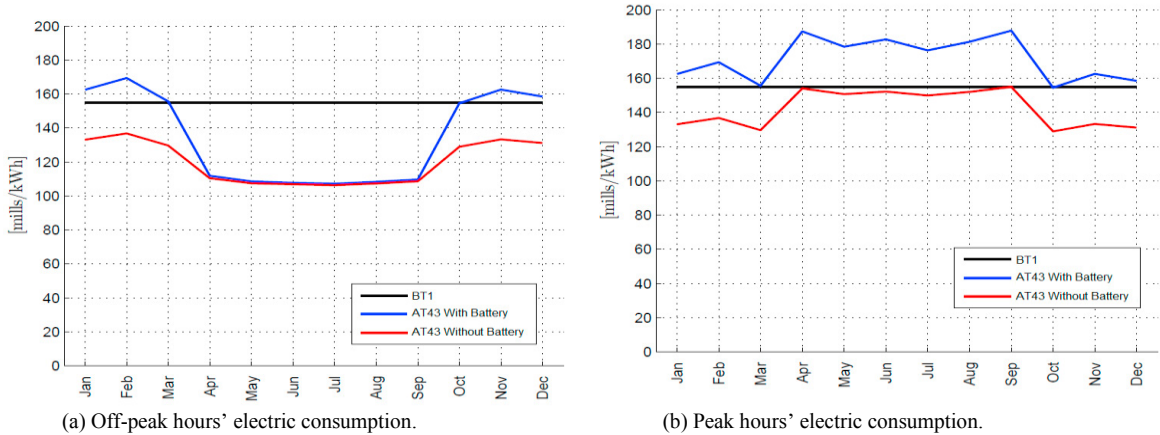 200
180
160
140
120
100
80
60
40
20
0
[mills/kWh]
Jan
Feb
Mar
Apr
May
Jun
Jul
Aug
Sep
Oct
Nov
Dec
BT1
AT43 With Battery
AT43 Without Battery
(a) Off-peak hours’ electric consumption.
200
180
160
140
120
100
80
60
40
20
0
[mills/kWh]
Jan
Feb
Mar
Apr
May
Jun
Jul
Aug
Sep
Oct
Nov
Dec
BT1
AT43 With Battery
AT43 Without Battery
(b) Peak hours’ electric consumption.